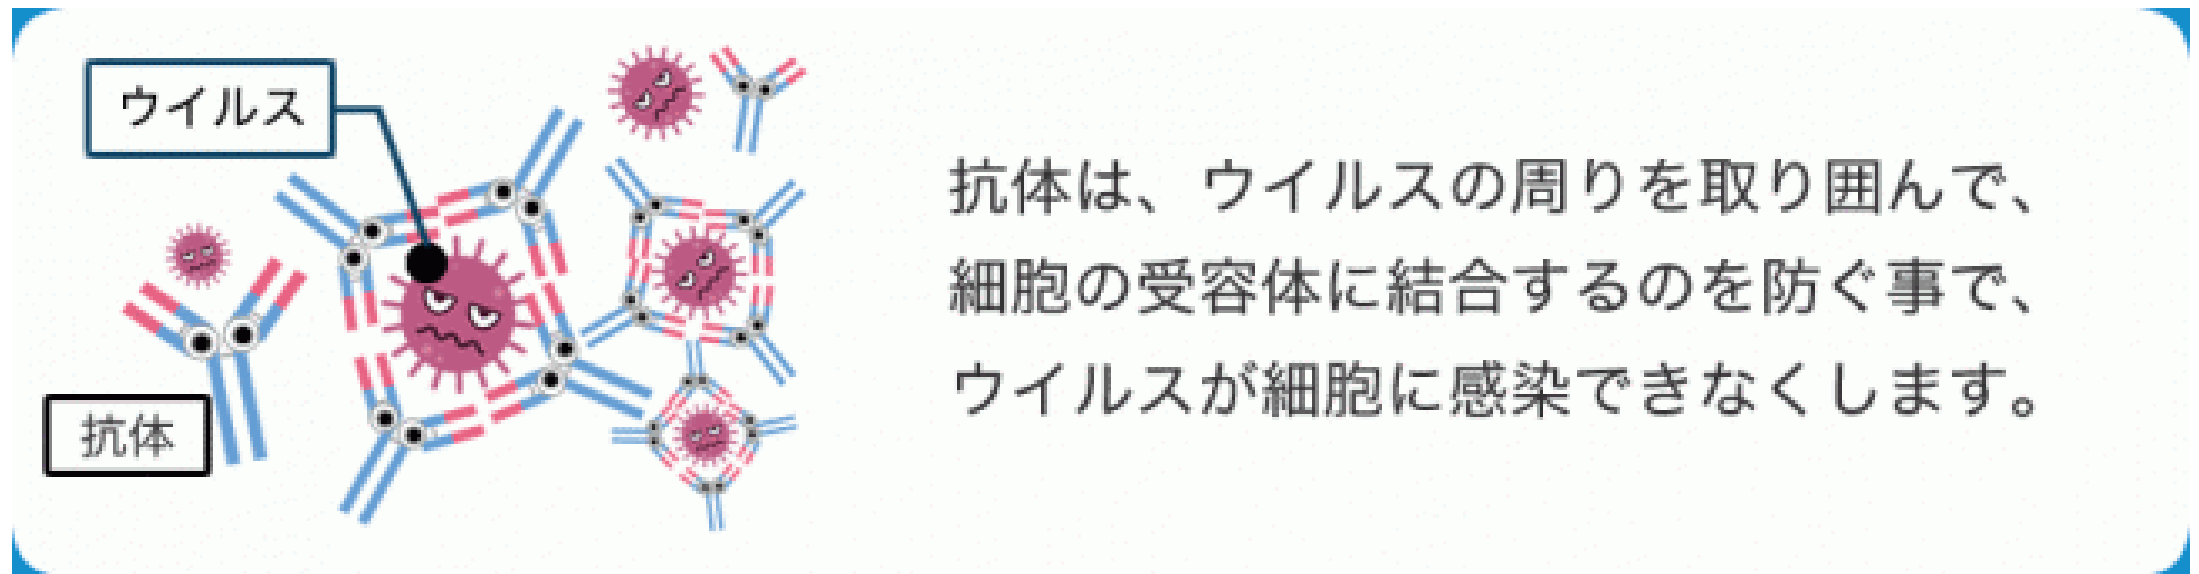 ウイルス
抗体
抗体は、ウイルスの周りを取り囲んで、
細胞の受容体に結合するのを防ぐ事で、
ウイルスが細胞に感染できなくします。